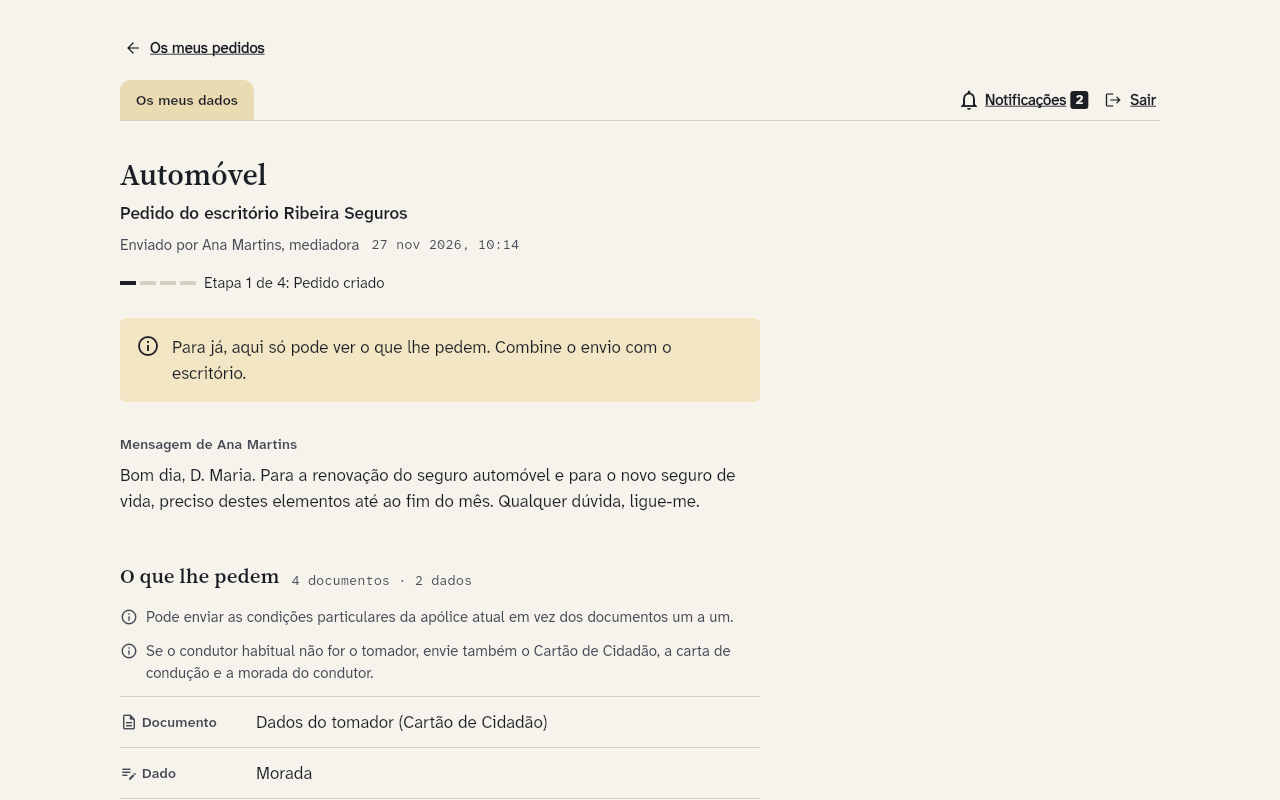 Os meus pedidos
Os meus dados
Notificações 2
Sair
Automóvel
Pedido do escritório Ribeira Seguros
Enviado por Ana Martins, mediadora 27 nov 2026, 10:14
Etapa 1 de 4: Pedido criado
Para já, aqui só pode ver o que lhe pedem. Combine o envio com o
escritório.
Mensagem de Ana Martins
Bom dia, D. Maria. Para a renovação do seguro automóvel e para o novo seguro de
vida, preciso destes elementos até ao fim do mês. Qualquer dúvida, ligue-me.
O que lhe pedem 4 documentos · 2 dados
Pode enviar as condições particulares da apólice atual em vez dos documentos um a um.
Se o condutor habitual não for o tomador, envie também o Cartão de Cidadão, a carta de
condução e a morada do condutor.
Documento Dados do tomador (Cartão de Cidadão)
Dado Morada